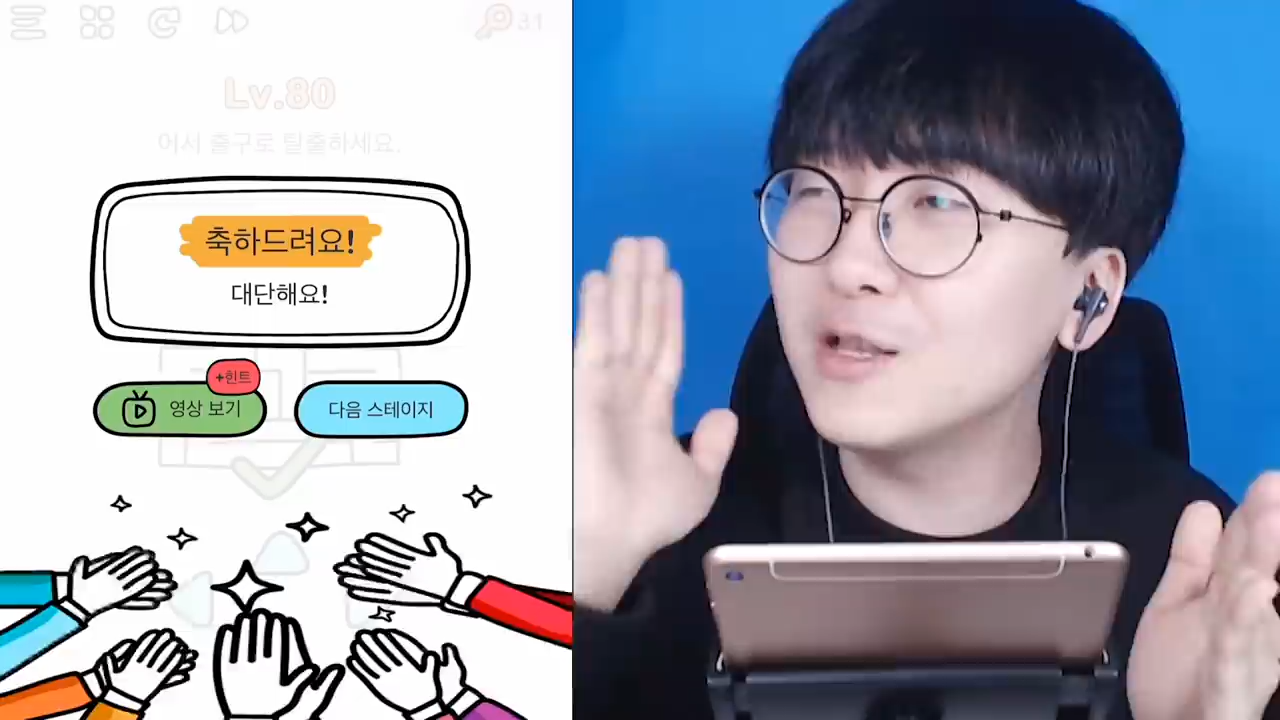 31
Lv.80
어서 출구로 탈출하세요.
축하드려요!
대단해요!
+힌트
영상 보기
다음 스테이지